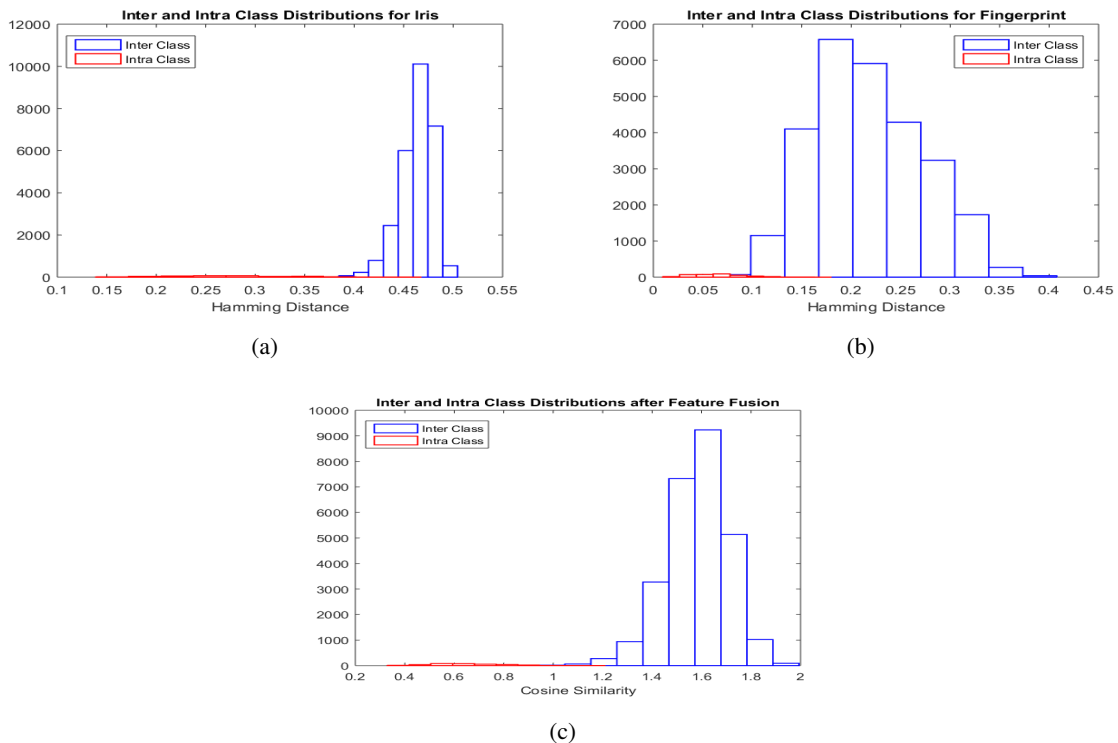 Inter and Intra Class Distributions for Iris
12000
10000
8000
6000
4000
2000
0
Inter Class
Intra Class
0.1 0.15 0.2 0.25 0.3 0.35 0.4 0.45 0.5 0.55
Hamming Distance
(a)
Inter and Intra Class Distributions for Fingerprint
7000
6000
5000
4000
3000
2000
1000
0
Inter Class
Intra Class
0 0.05 0.1 0.15 0.2 0.25 0.3 0.35 0.4 0.45
Hamming Distance
(b)
Inter and Intra Class Distributions after Feature Fusion
10000
9000
8000
7000
6000
5000
4000
3000
2000
1000
0
Inter Class
Intra Class
0.2 0.4 0.6 0.8 1 1.2 1.4 1.6 1.8 2
Cosine Similarity
(c)